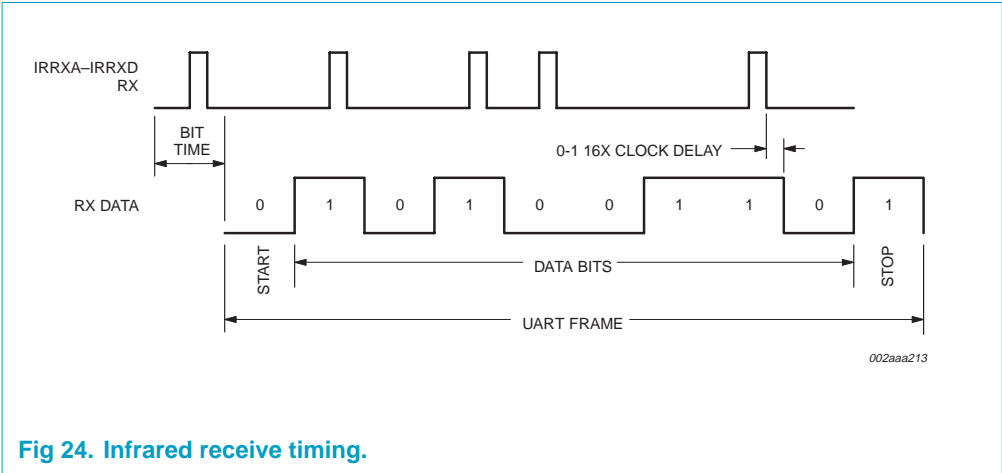 IRRXA–IRRXD
RX
BIT
TIME
0-1 16X CLOCK DELAY
RX DATA
0 1 0 1 0 0 1 1 0 1
START
DATA BITS
STOP
UART FRAME
002aaa213
Fig 24. Infrared receive timing.